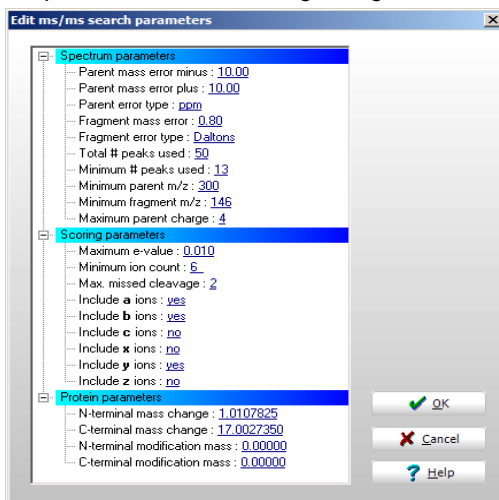 Edit ms/ms search parameters
Spectrum parameters
Parent mass error minus : 10.00
Parent mass error plus : 10.00
Parent error type : ppm
Fragment mass error : 0.80
Fragment error type : Daltons
Total # peaks used : 50
Minimum # peaks used : 13
Minimum parent m/z : 300
Minimum fragment m/z : 146
Maximum parent charge : 4
Scoring parameters
Maximum e-value : 0.010
Minimum ion count : 6
Max. missed cleavage : 2
Include a ions : yes
Include b ions : yes
Include c ions : no
Include x ions : no
Include y ions : yes
Include z ions : no
Protein parameters
N-terminal mass change : 1.0107825
C-terminal mass change : 17.0027350
N-terminal modification mass : 0.00000
C-terminal modification mass : 0.00000
OK
Cancel
Help